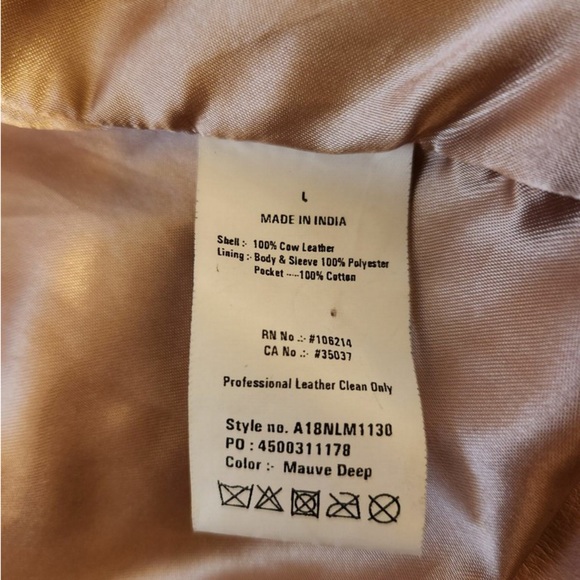 L
MADE IN INDIA
Shell :- 100% Cow Leather
Lining :- Body & Sleeve 100% Polyester
Pocket ----100% Cotton
RN No .:- #106214
CA No .:- #35037
Professional Leather Clean Only
Style no. A18NLM1130
PO : 4500311178
Color :- Mauve Deep